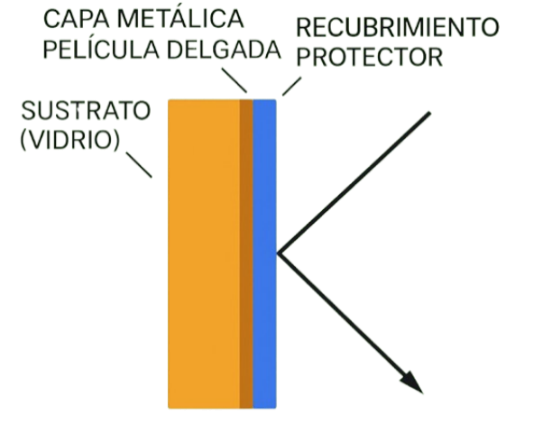 CAPA METÁLICA
PELÍCULA DELGADA
RECUBRIMIENTO
PROTECTOR
SUSTRATO
(VIDRIO)